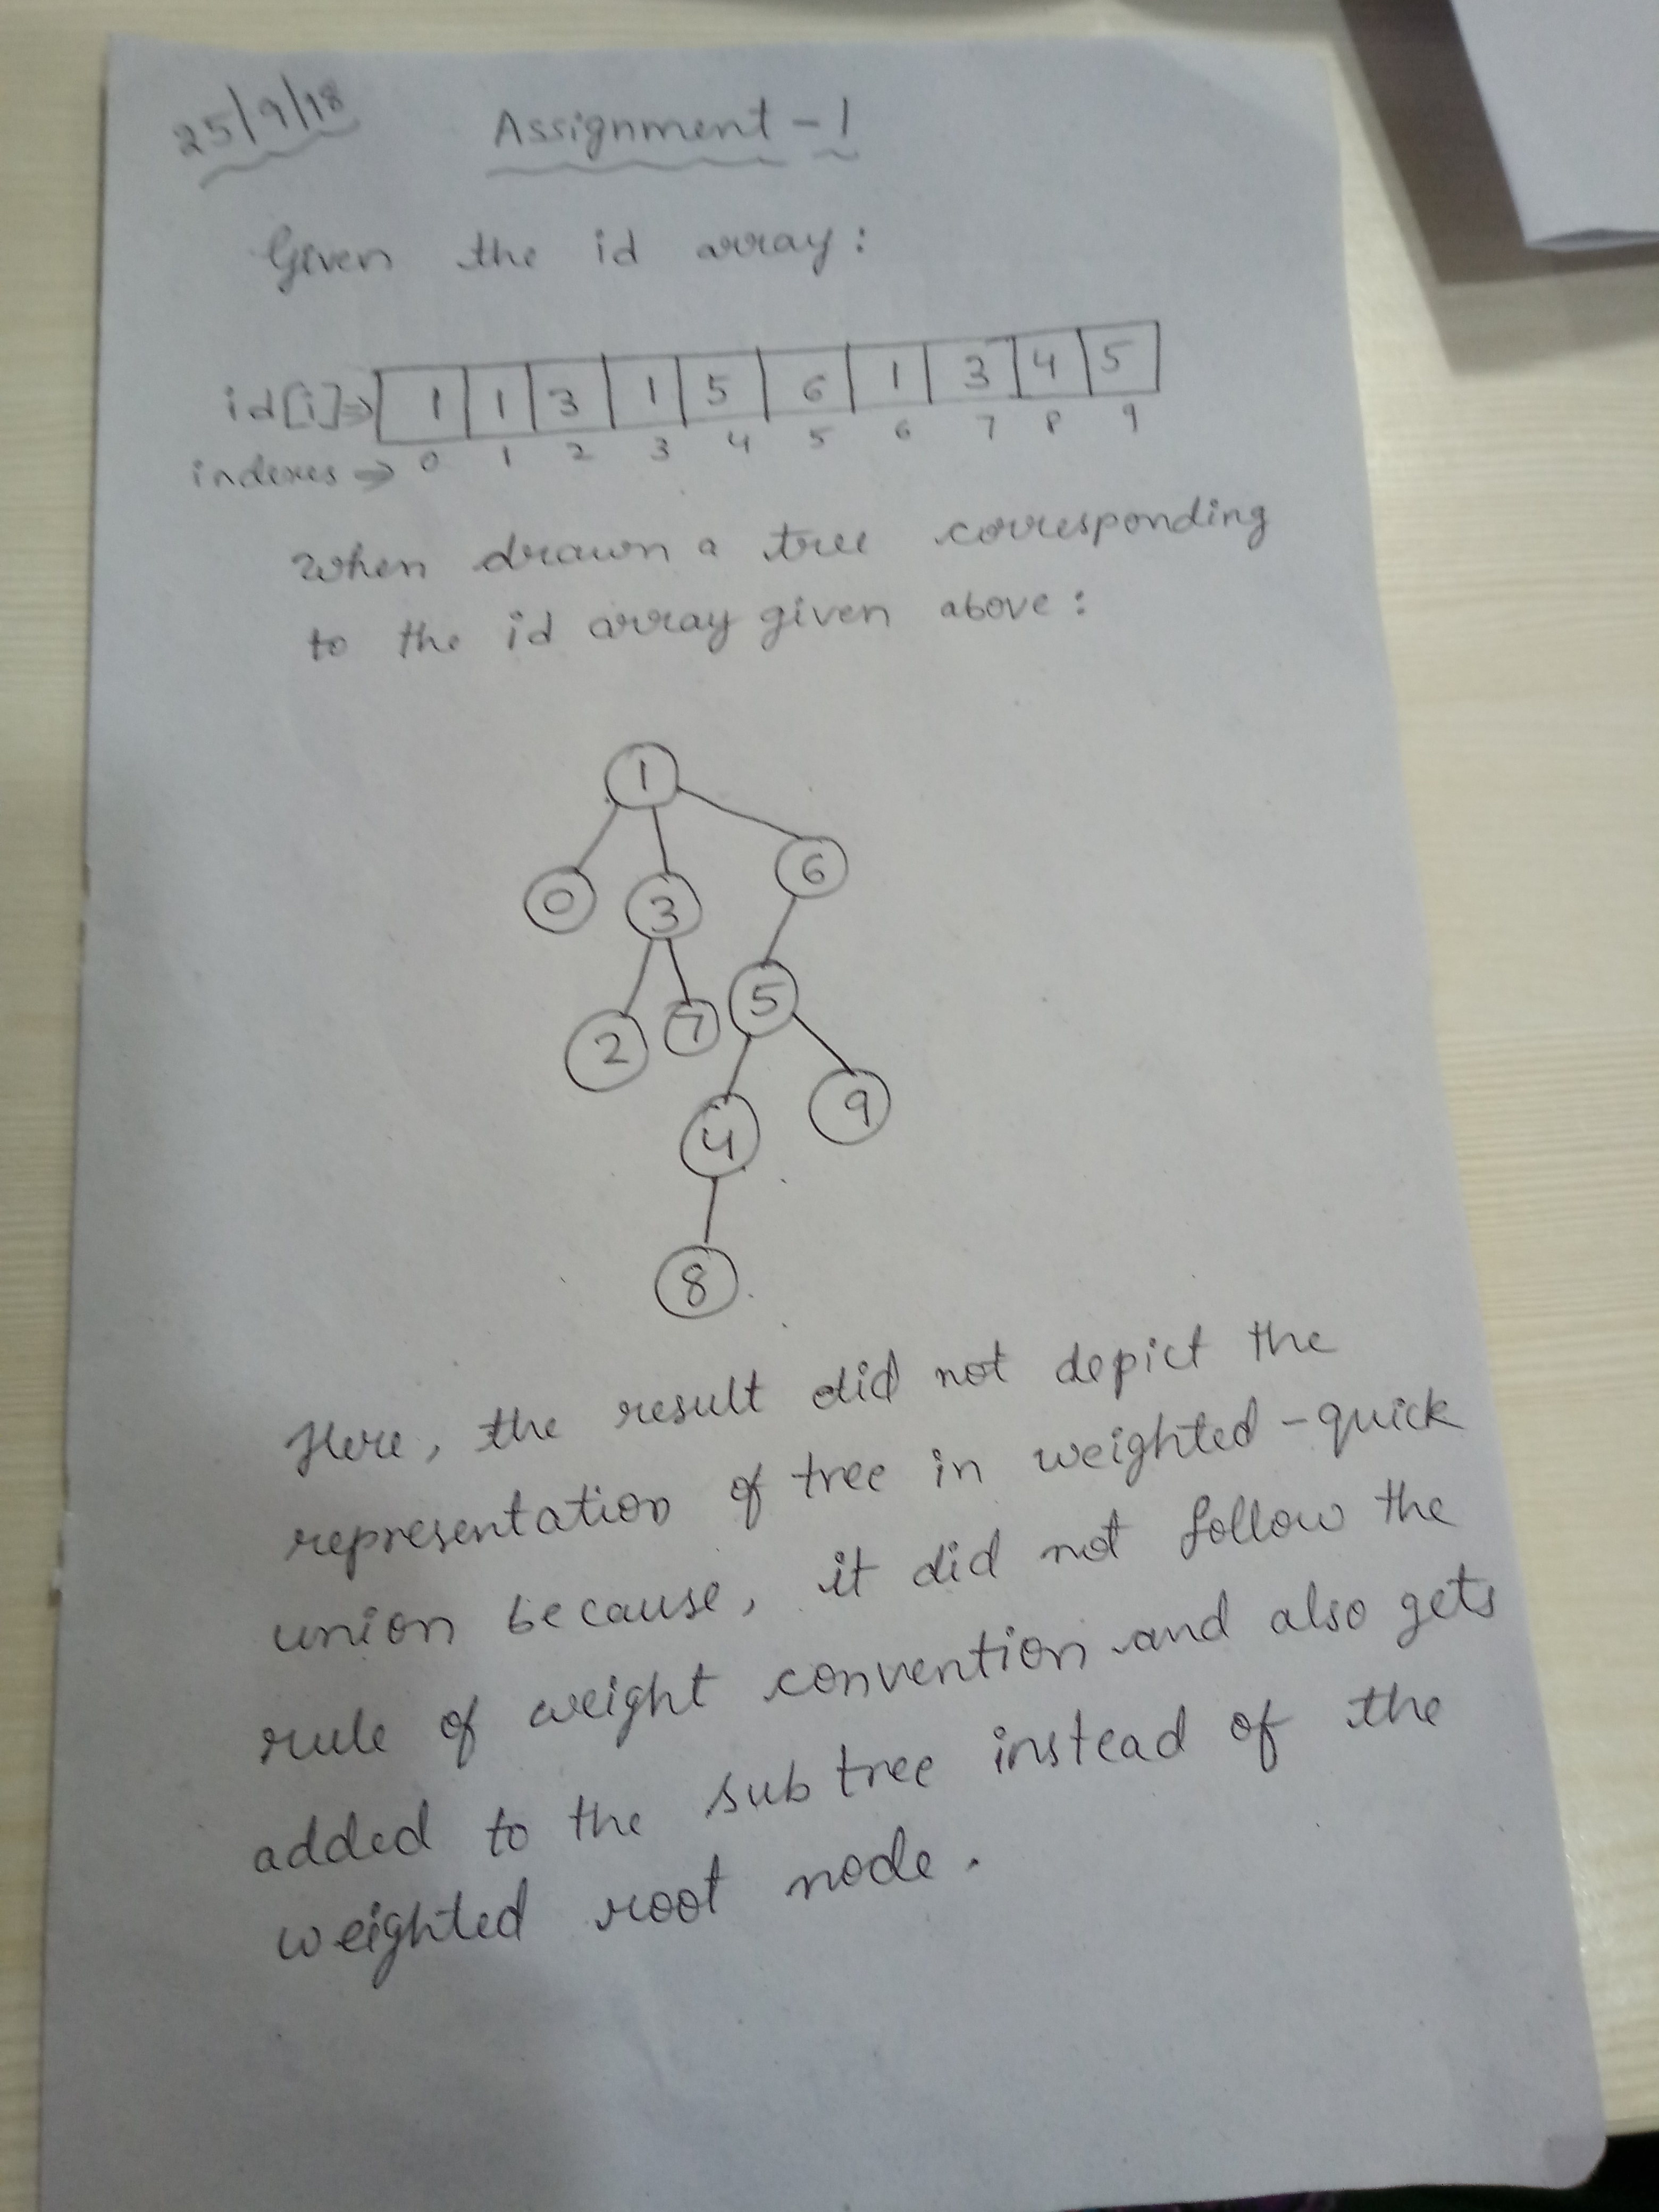 25/9/18 Assignment - 1
Given the id array:
id[i]⇒ 1 1 3 1 5 6 1 3 4 5
indexes → 0 1 2 3 4 5 6 7 8 9
When drawn a tree corresponding
to the id array given above:
1
0 3 6
2 7 5
4 9
8
Here, the result did not depict the
representation of tree in weighted-quick
union because, it did not follow the
rule of weight convention and also gets
added to the sub tree instead of the
weighted root node.